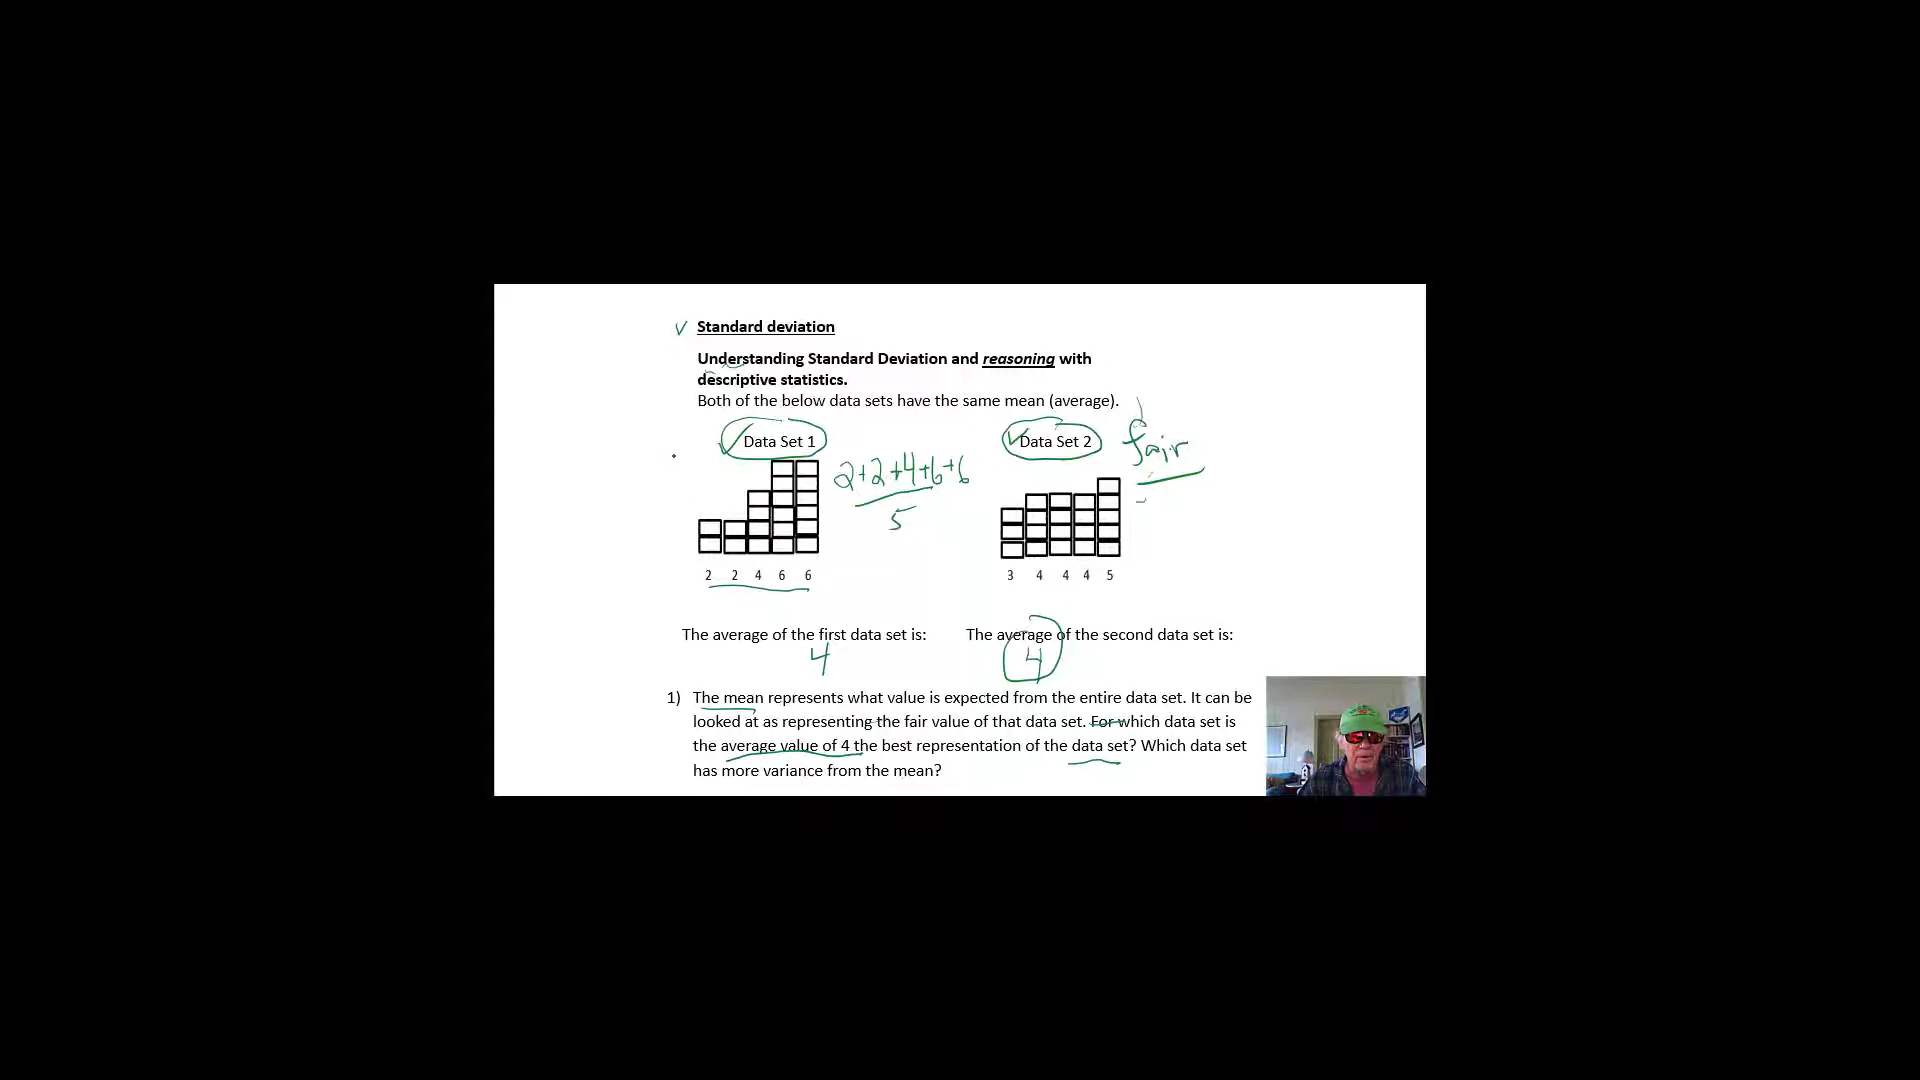 ✓ Standard deviation
Understanding Standard Deviation and reasoning with
descriptive statistics.
Both of the below data sets have the same mean (average).
Data Set 1
Data Set 2
fair
2+2+4+6+6
5
2 2 4 6 6
3 4 4 4 5
The average of the first data set is:
The average of the second data set is:
4
4
1) The mean represents what value is expected from the entire data set. It can be
looked at as representing the fair value of that data set. For which data set is
the average value of 4 the best representation of the data set? Which data set
has more variance from the mean?